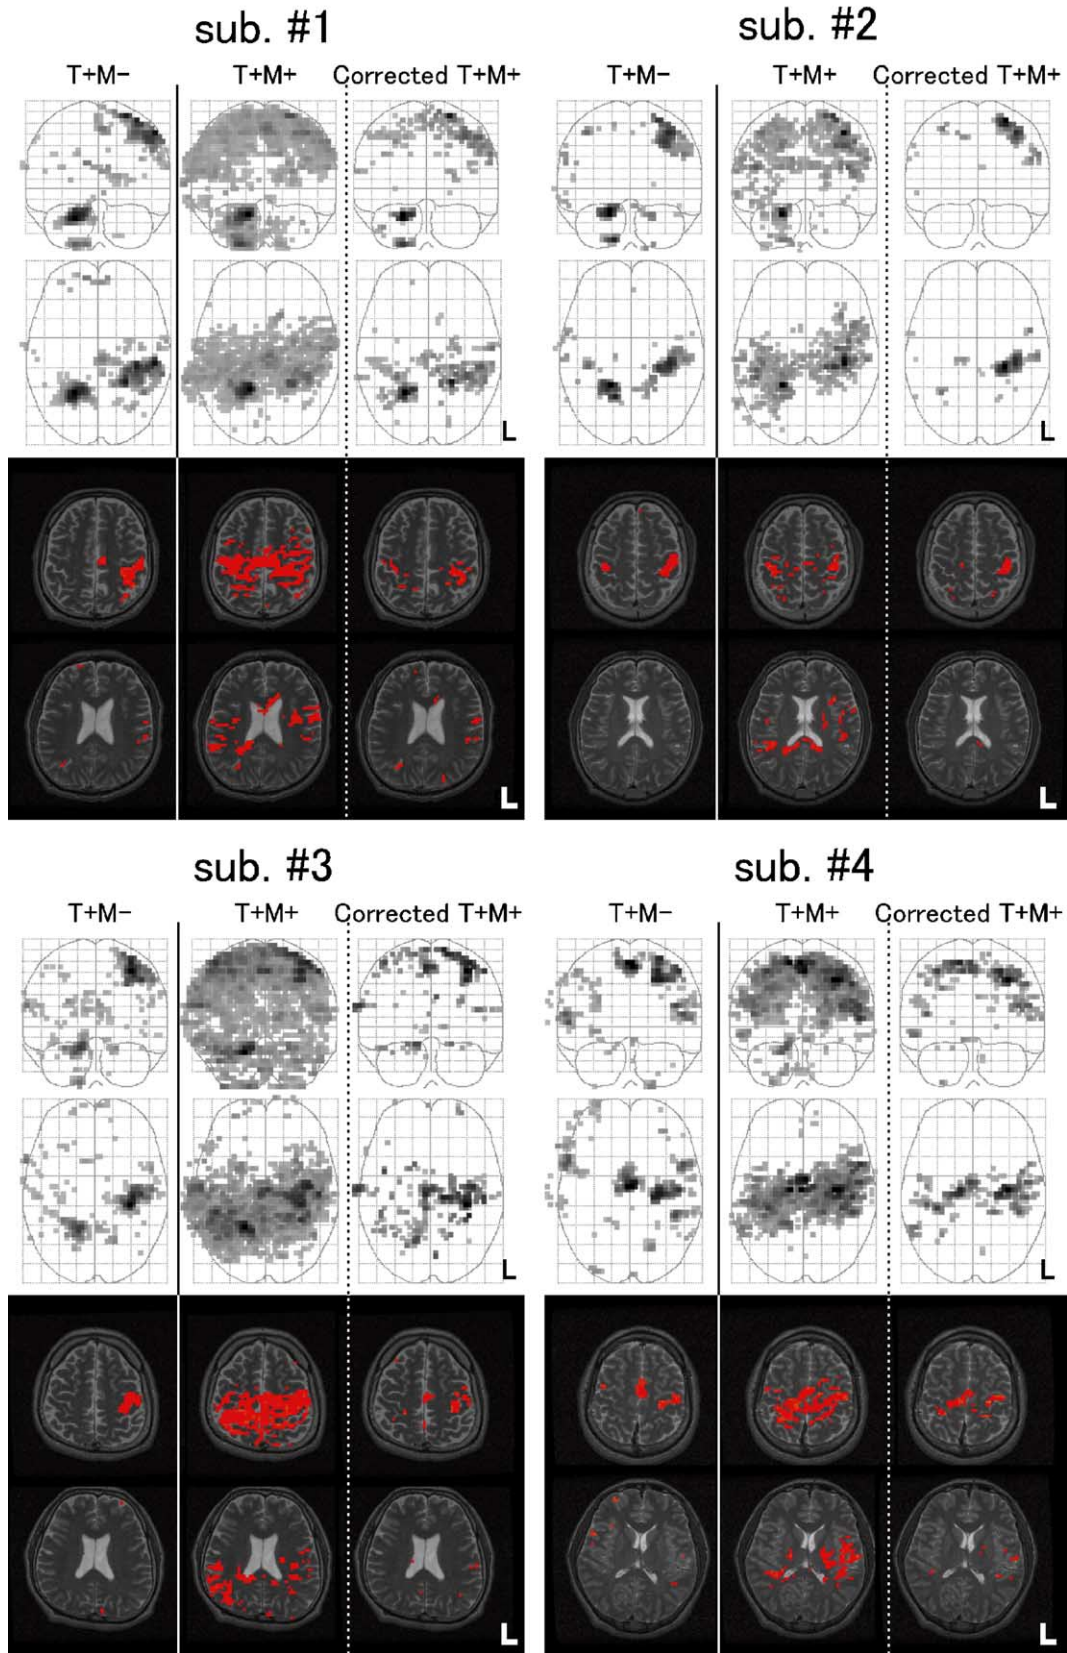 sub. #1
sub. #2
T+M- T+M+ Corrected T+M+
T+M- T+M+ Corrected T+M+
L
L
L
L
sub. #3
sub. #4
T+M- T+M+ Corrected T+M+
T+M- T+M+ Corrected T+M+
L
L
L
L